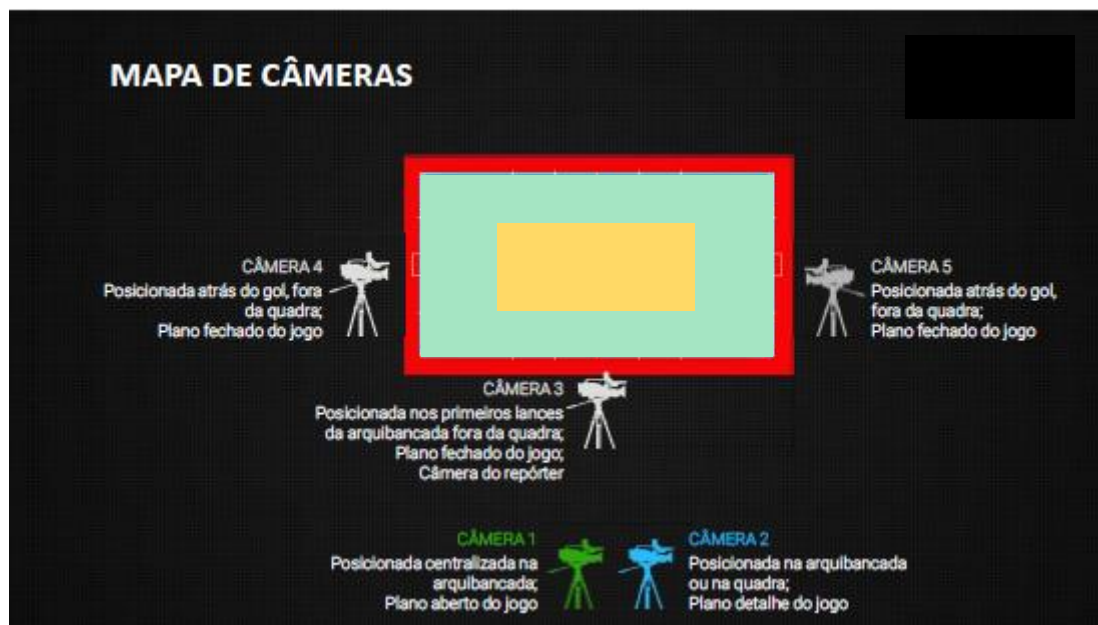 MAPA DE CÂMERAS
CÂMERA 4
Posicionada atrás do gol, fora
da quadra;
Plano fechado do jogo
CÂMERA 5
Posicionada atrás do gol,
fora da quadra;
Plano fechado do jogo
CÂMERA 3
Posicionada nos primeiros lances
da arquibancada fora da quadra;
Plano fechado do jogo;
Câmera do repórter
CÂMERA 1
Posicionada centralizada na
arquibancada;
Plano aberto do jogo
CÂMERA 2
Posicionada na arquibancada
ou na quadra;
Plano detalhe do jogo